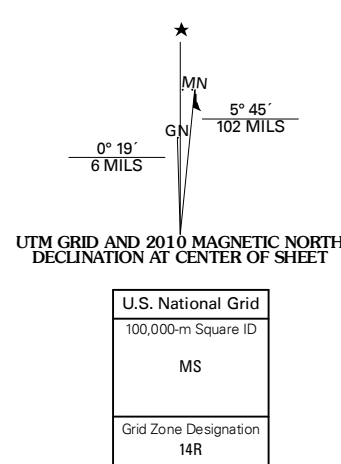 MN
GN
5° 45´
102 MILS
0° 19´
6 MILS
UTM GRID AND 2010 MAGNETIC NORTH
DECLINATION AT CENTER OF SHEET
U.S. National Grid
100,000-m Square ID
MS
Grid Zone Designation
14R